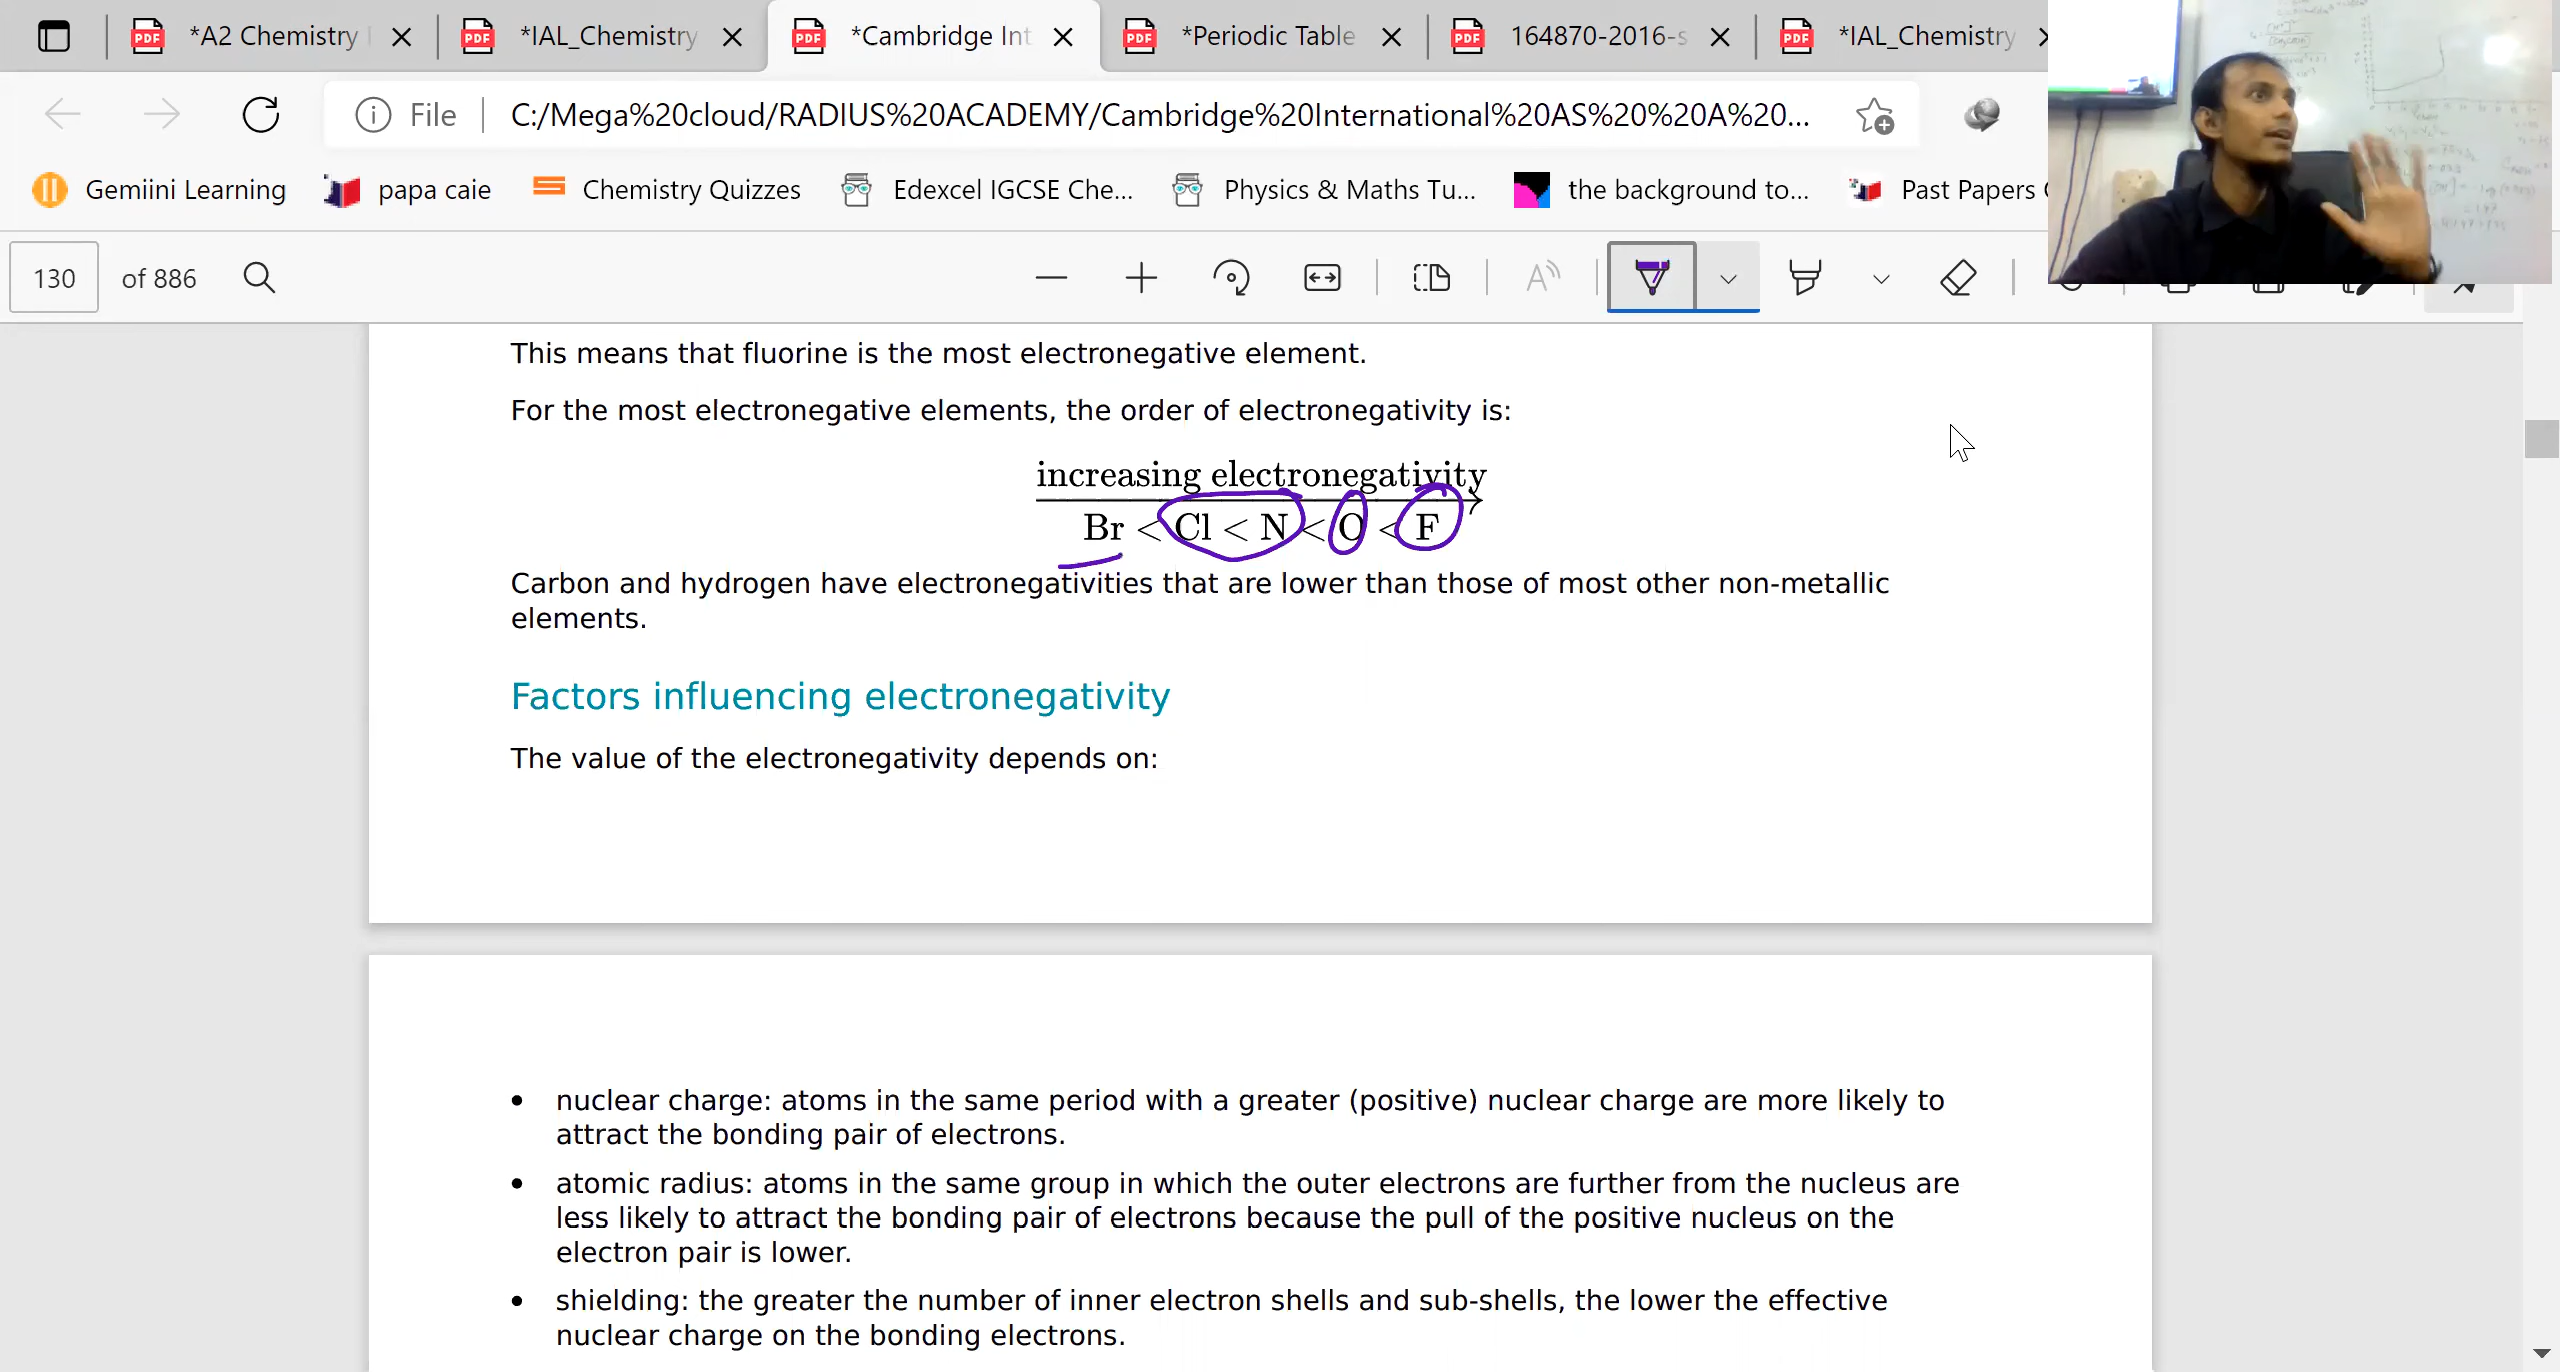 *A2 Chemistry
*IAL_Chemistry
*Cambridge Int
*Periodic Table
164870-2016-s
*IAL_Chemistry
File
C:/Mega%20cloud/RADIUS%20ACADEMY/Cambridge%20International%20AS%20%20A%20...
Gemiini Learning
papa caie
Chemistry Quizzes
Edexcel IGCSE Che...
Physics & Maths Tu...
the background to...
Past Papers
130 of 886
This means that fluorine is the most electronegative element.
For the most electronegative elements, the order of electronegativity is:
increasing electronegativity
Br < Cl < N < O < F
Carbon and hydrogen have electronegativities that are lower than those of most other non-metallic
elements.
Factors influencing electronegativity
The value of the electronegativity depends on:
• nuclear charge: atoms in the same period with a greater (positive) nuclear charge are more likely to
attract the bonding pair of electrons.
• atomic radius: atoms in the same group in which the outer electrons are further from the nucleus are
less likely to attract the bonding pair of electrons because the pull of the positive nucleus on the
electron pair is lower.
• shielding: the greater the number of inner electron shells and sub-shells, the lower the effective
nuclear charge on the bonding electrons.